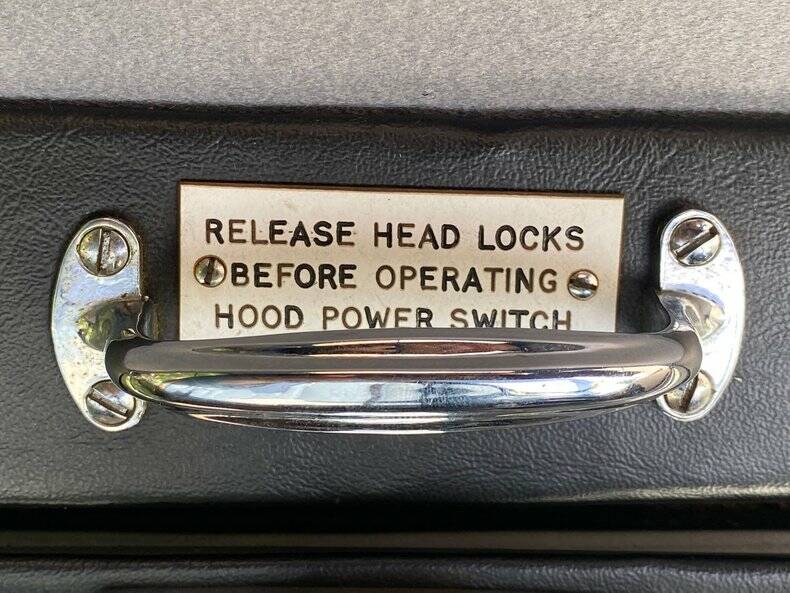 RELEASE HEAD LOCKS
BEFORE OPERATING
HOOD POWER SWITCH